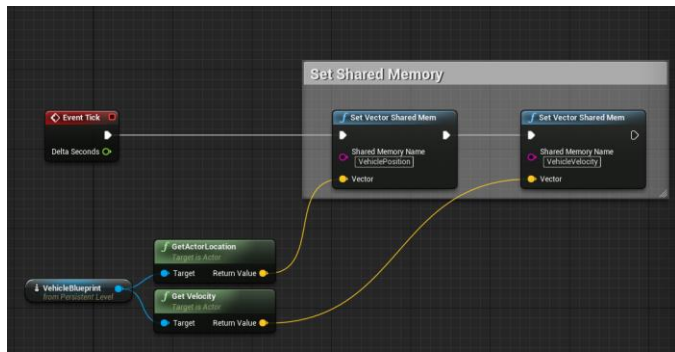 Set Shared Memory
Event Tick
Delta Seconds
f Set Vector Shared Mem
Shared Memory Name
VehiclePosition
Vector
f Set Vector Shared Mem
Shared Memory Name
VehicleVelocity
Vector
f GetActorLocation
Target is Actor
Target Return Value
VehicleBlueprint
from Persistent Level
f Get Velocity
Target is Actor
Target Return Value